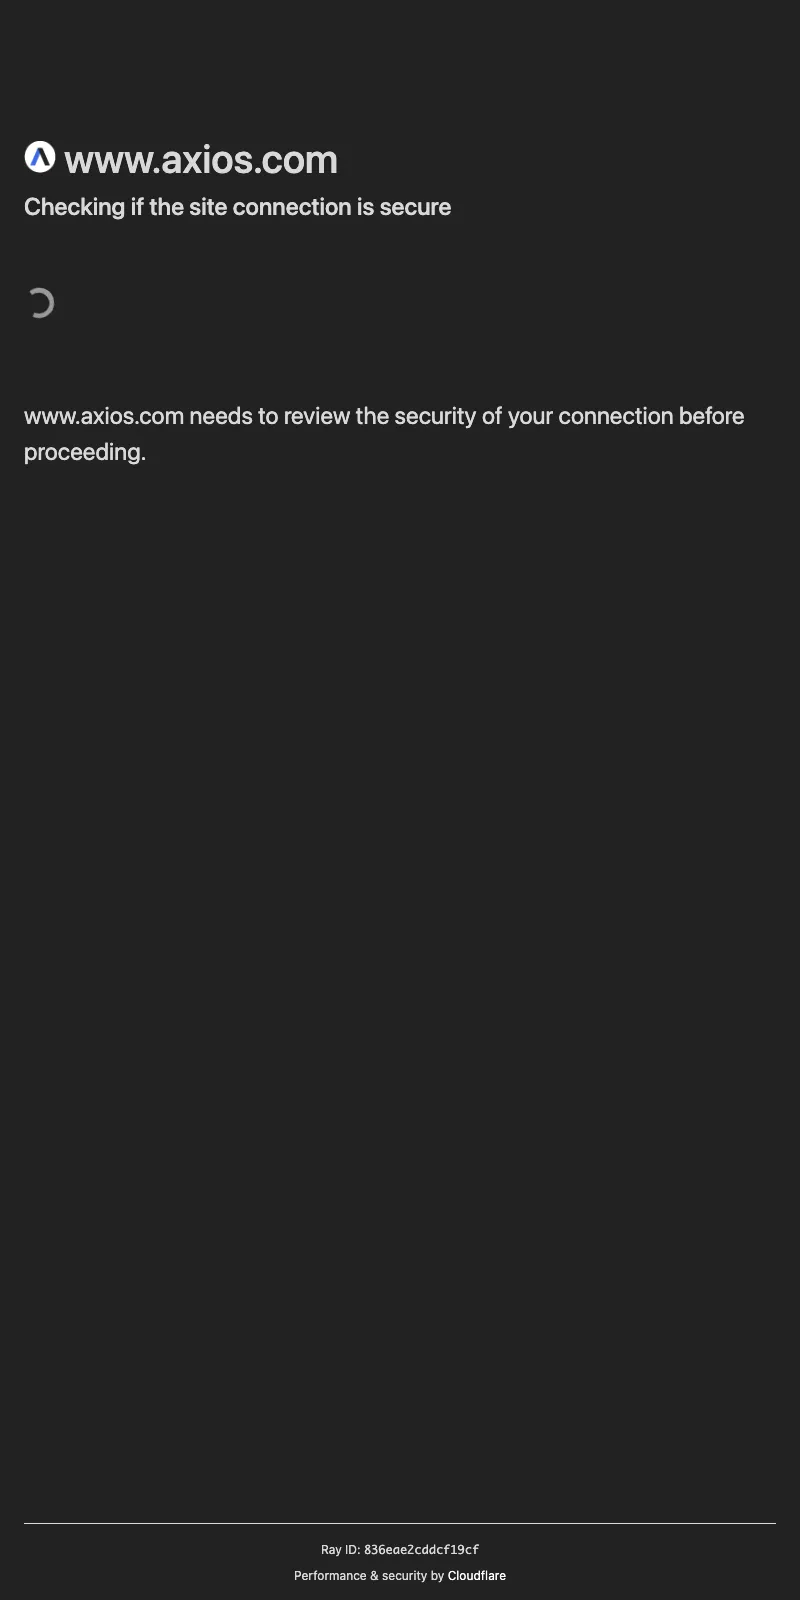 www.axios.com
Checking if the site connection is secure
www.axios.com needs to review the security of your connection before
proceeding.
Ray ID: 836eae2cddcf19cf
Performance & security by Cloudflare